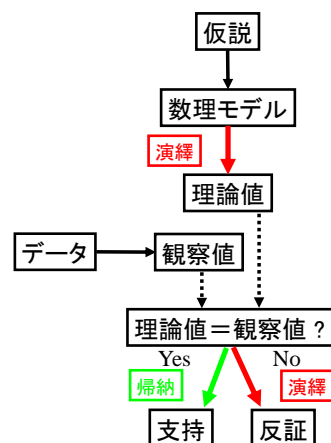 仮説
数理モデル
演繹
理論値
データ
観察値
理論値＝観察値？
Yes No
帰納 演繹
支持 反証